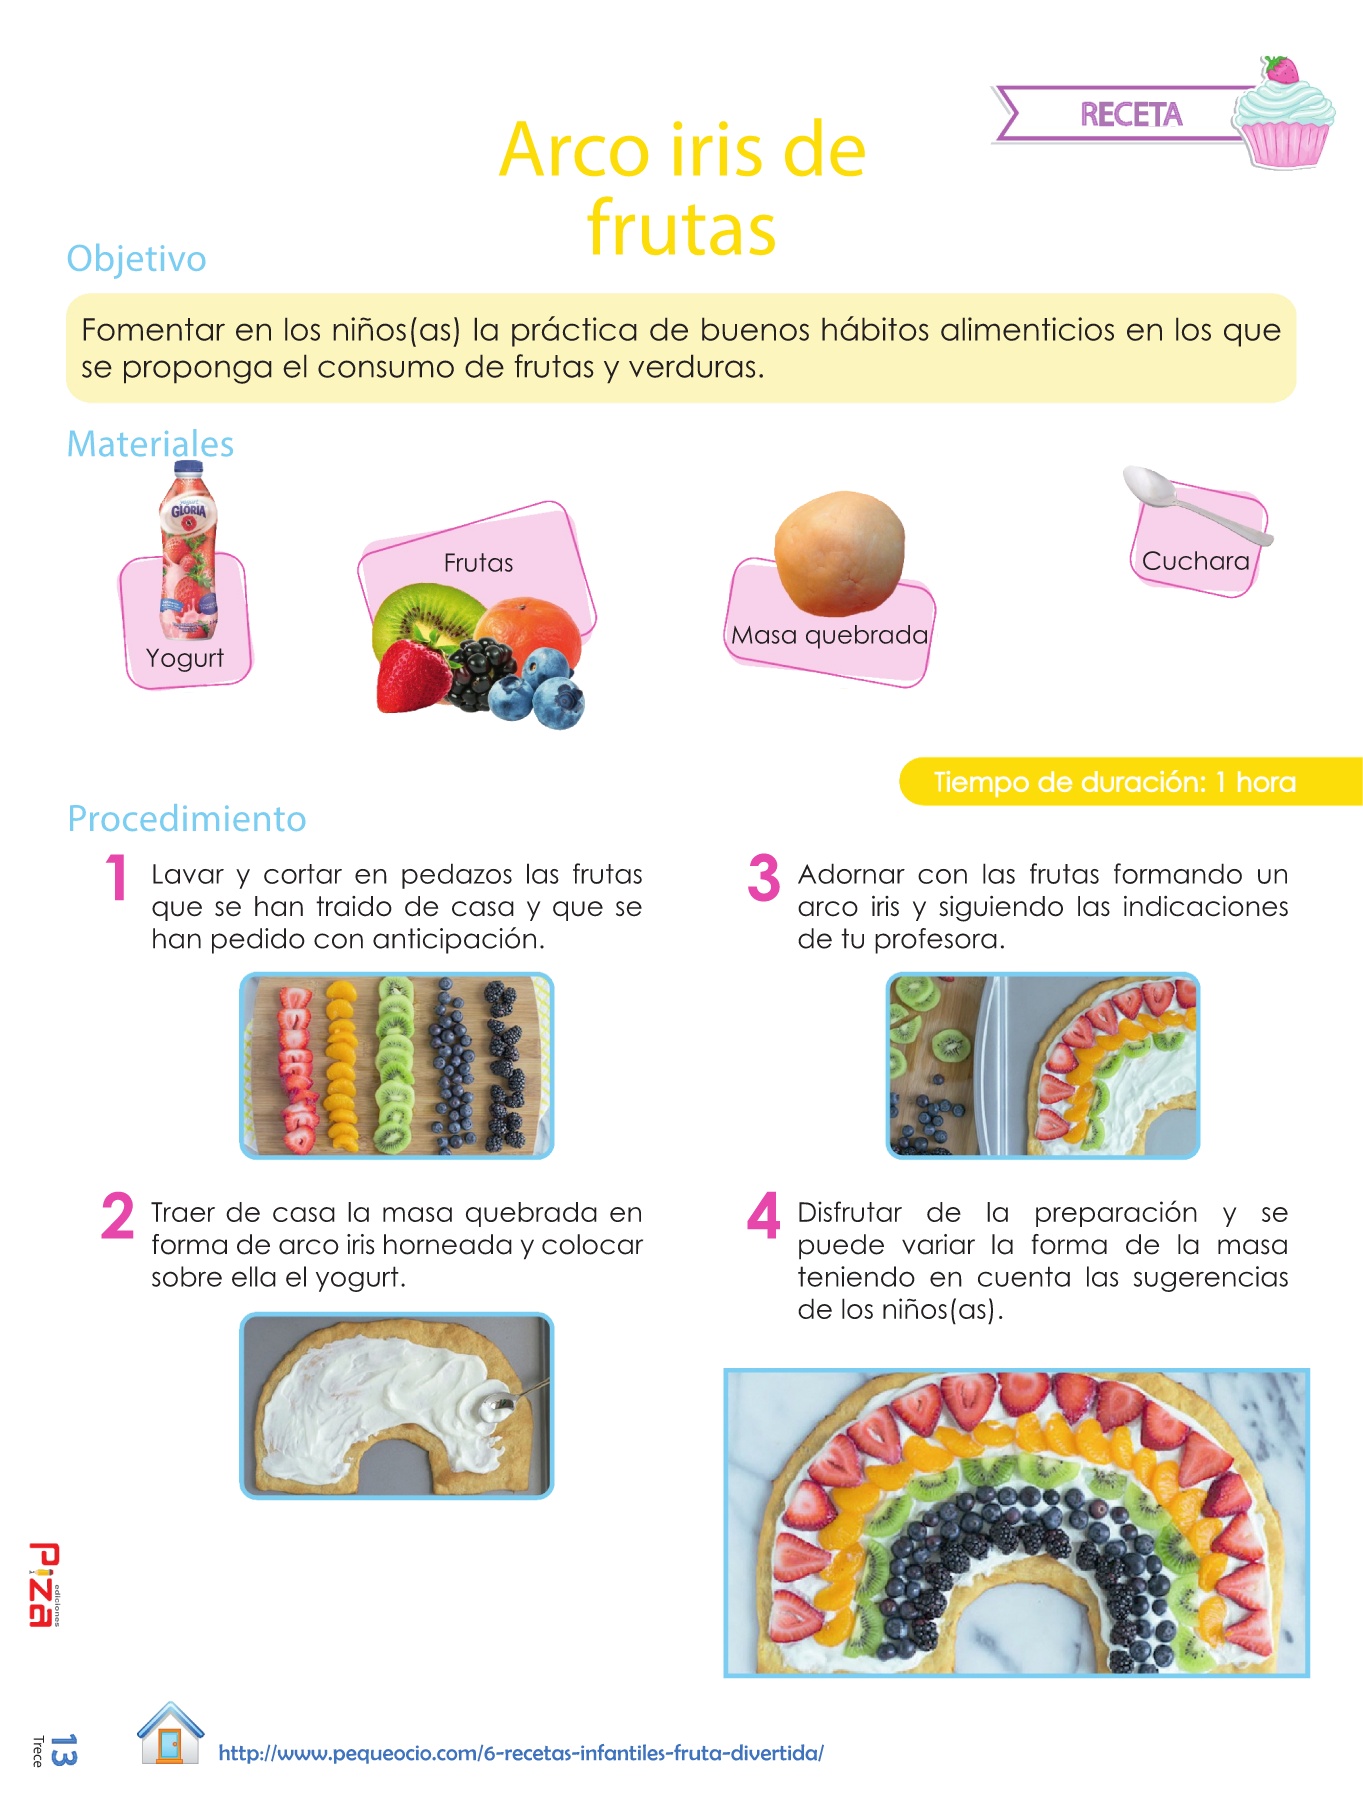 RECETA
Arco iris de
frutas
Objetivo
Fomentar en los niños(as) la práctica de buenos hábitos alimenticios en los que
se proponga el consumo de frutas y verduras.
Materiales
GLORIA
Yogurt
Frutas
Masa quebrada
Cuchara
Tiempo de duración: 1 hora
Procedimiento
1 Lavar y cortar en pedazos las frutas
que se han traido de casa y que se
han pedido con anticipación.
2 Traer de casa la masa quebrada en
forma de arco iris horneada y colocar
sobre ella el yogurt.
3 Adornar con las frutas formando un
arco iris y siguiendo las indicaciones
de tu profesora.
4 Disfrutar de la preparación y se
puede variar la forma de la masa
teniendo en cuenta las sugerencias
de los niños(as).
Piza
ediciones
13
Trece
http://www.pequeocio.com/6-recetas-infantiles-fruta-divertida/